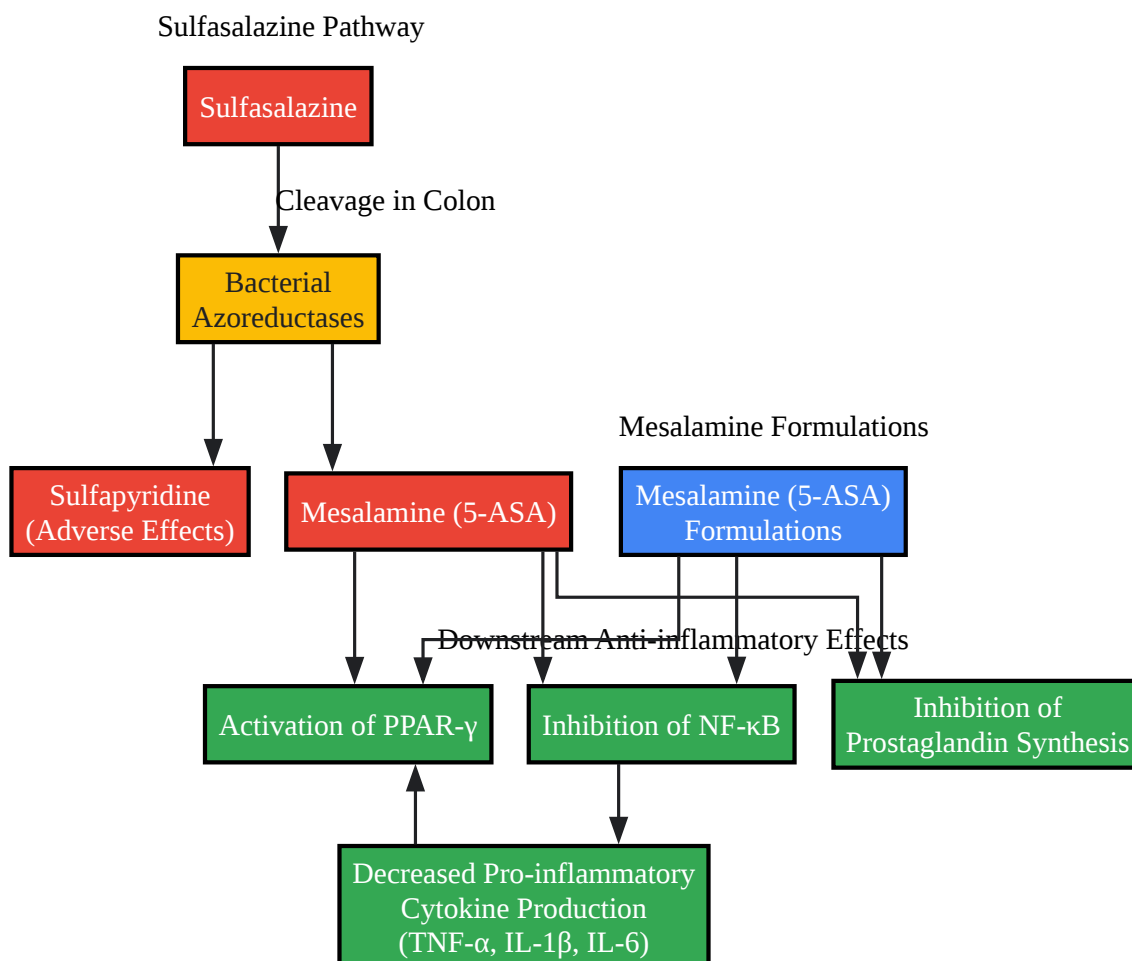 Sulfasalazine Pathway
Sulfasalazine
Cleavage in Colon
Bacterial
Azoreductases
Mesalamine Formulations
Sulfapyridine
(Adverse Effects)
Mesalamine (5-ASA)
Mesalamine (5-ASA)
Formulations
Downstream Anti-inflammatory Effects
Activation of PPAR-γ
Inhibition of NF-κB
Inhibition of
Prostaglandin Synthesis
Decreased Pro-inflammatory
Cytokine Production
(TNF-α, IL-1β, IL-6)